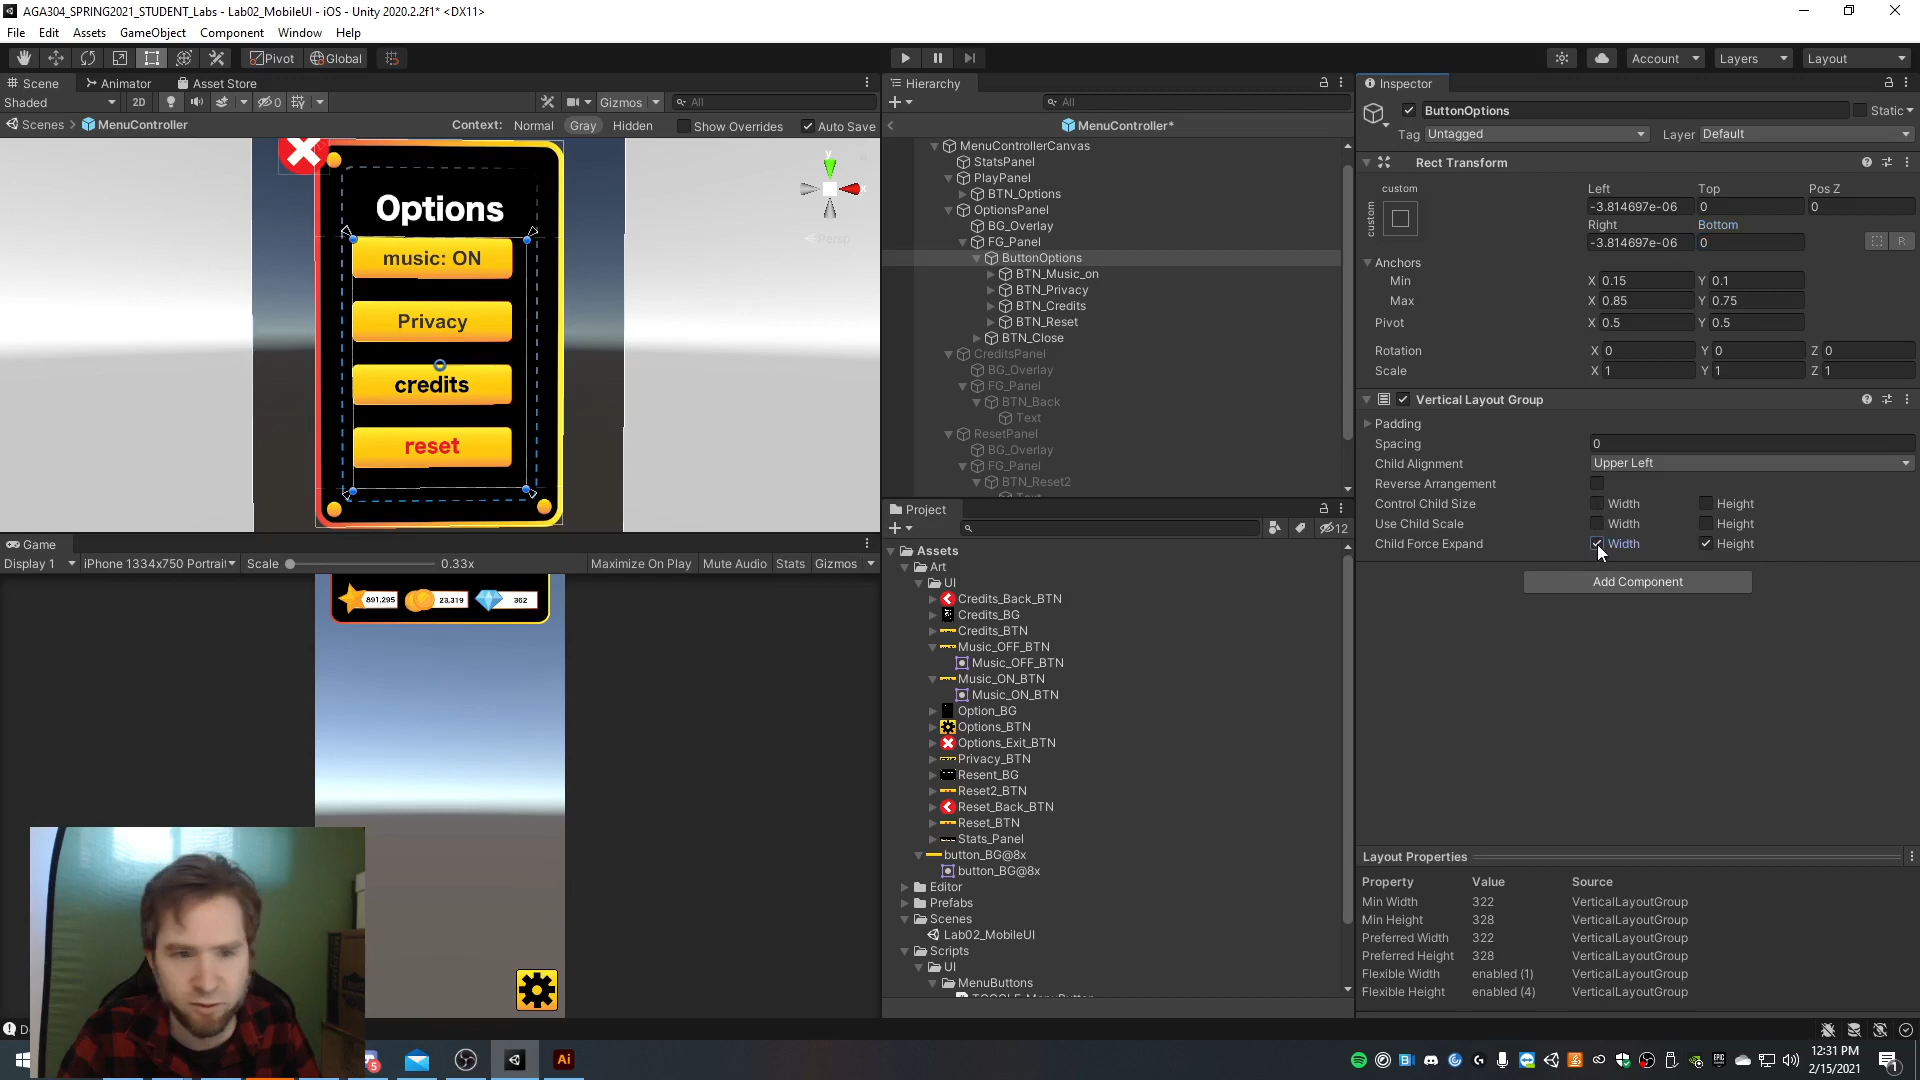 AGA304_SPRING2021_STUDENT_Labs - Lab02_MobileUI - iOS - Unity 2020.2.2f1* <DX11>
File Edit Assets GameObject Component Window Help
Pivot Global Account Layers Layout
Scene Animator Asset Store
Shaded 2D 0 Gizmos All
Scenes MenuController Context: Normal Gray Hidden Show Overrides Auto Save
y
x
Persp
Options
music: ON
Privacy
credits
reset
Game
Display 1 iPhone 1334x750 Portrait Scale 0.33x Maximize On Play Mute Audio Stats Gizmos
891,295 23,319 362
Hierarchy
All
MenuController*
MenuControllerCanvas
StatsPanel
PlayPanel
BTN_Options
OptionsPanel
BG_Overlay
FG_Panel
ButtonOptions
BTN_Music_on
BTN_Privacy
BTN_Credits
BTN_Reset
BTN_Close
CreditsPanel
BG_Overlay
FG_Panel
BTN_Back
Text
ResetPanel
BG_Overlay
FG_Panel
BTN_Reset2
Project
12
Assets
Art
UI
Credits_Back_BTN
Credits_BG
Credits_BTN
Music_OFF_BTN
Music_OFF_BTN
Music_ON_BTN
Music_ON_BTN
Option_BG
Options_BTN
Options_Exit_BTN
Privacy_BTN
Resent_BG
Reset2_BTN
Reset_Back_BTN
Reset_BTN
Stats_Panel
button_BG@8x
button_BG@8x
Editor
Prefabs
Scenes
Lab02_MobileUI
Scripts
UI
MenuButtons
Inspector
ButtonOptions Static
Tag Untagged Layer Default
Rect Transform
custom Left Top Pos Z
custom -3.814697e-06 0 0
Right Bottom
-3.814697e-06 0 R
Anchors
Min X 0.15 Y 0.1
Max X 0.85 Y 0.75
Pivot X 0.5 Y 0.5
Rotation X 0 Y 0 Z 0
Scale X 1 Y 1 Z 1
Vertical Layout Group
Padding
Spacing 0
Child Alignment Upper Left
Reverse Arrangement
Control Child Size Width Height
Use Child Scale Width Height
Child Force Expand Width Height
Add Component
Layout Properties
Property Value Source
Min Width 322 VerticalLayoutGroup
Min Height 328 VerticalLayoutGroup
Preferred Width 322 VerticalLayoutGroup
Preferred Height 328 VerticalLayoutGroup
Flexible Width enabled (1) VerticalLayoutGroup
Flexible Height enabled (4) VerticalLayoutGroup
5 Ai
12:31 PM
2/15/2021
1